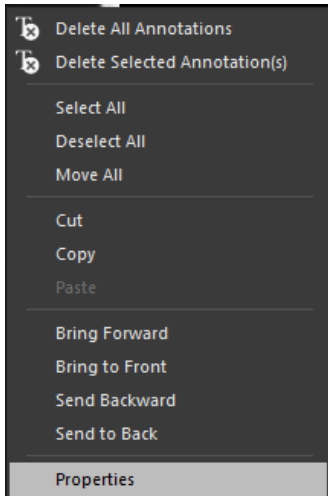 Delete All Annotations
Delete Selected Annotation(s)
Select All
Deselect All
Move All
Cut
Copy
Paste
Bring Forward
Bring to Front
Send Backward
Send to Back
Properties